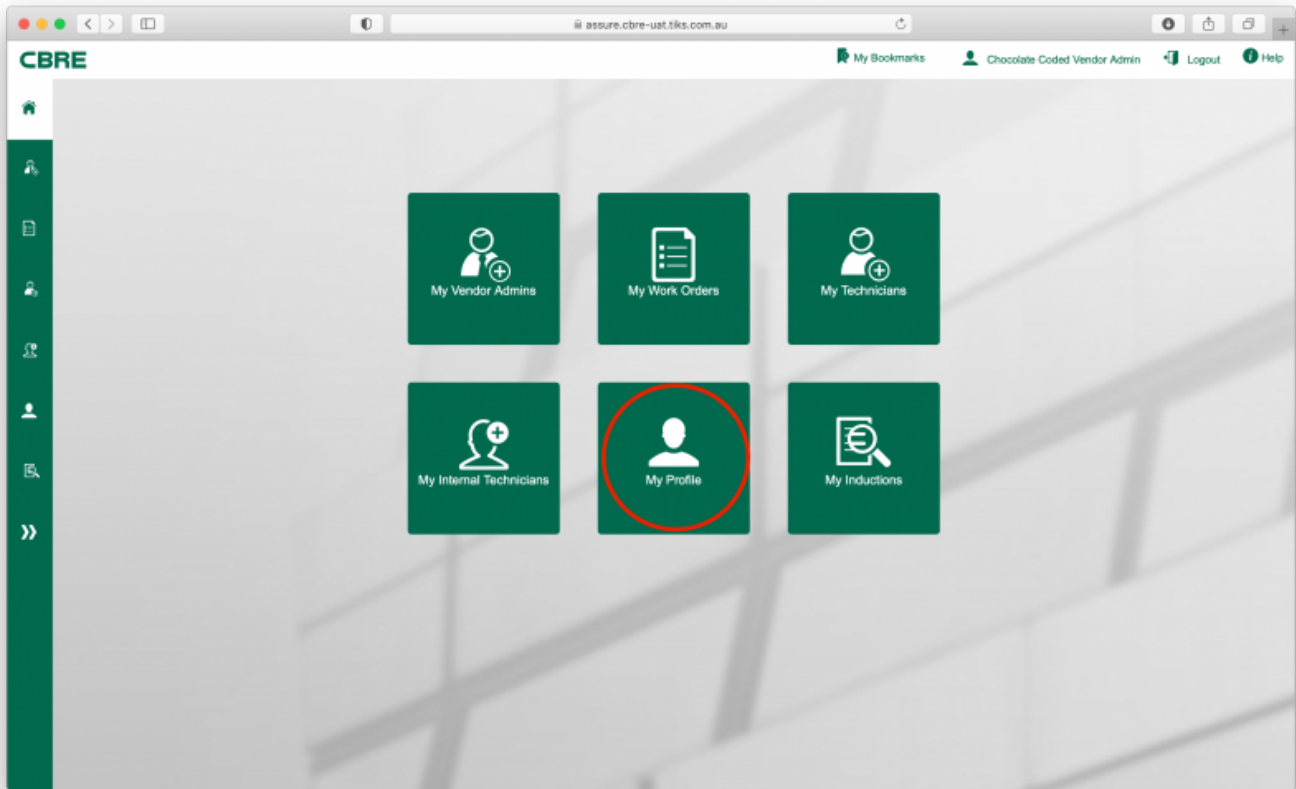 assure.cbre-uat.tiks.com.au
CBRE
My Bookmarks
Chocolate Coded Vendor Admin
Logout
Help
My Vendor Admins
My Work Orders
My Technicians
My Internal Technicians
My Profile
My Inductions